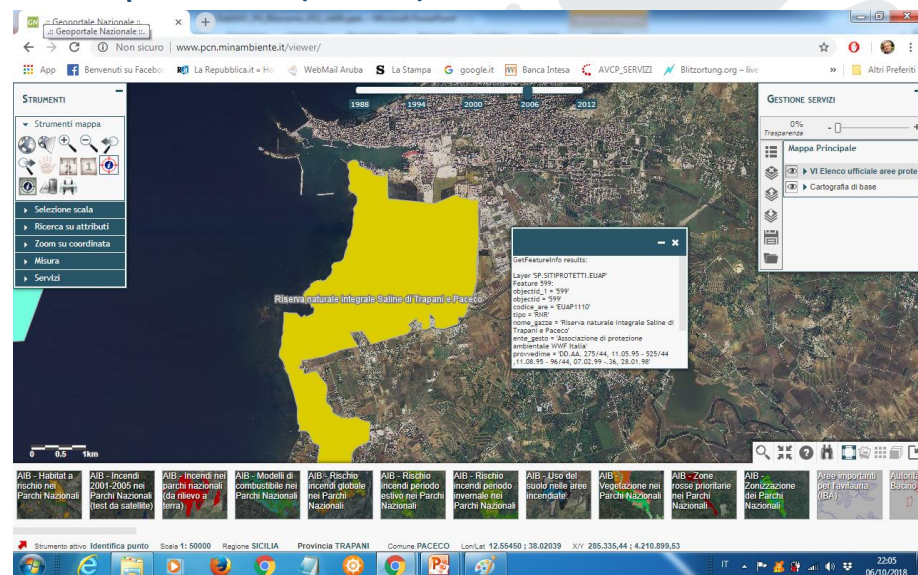 .:: Geoportale Nazionale ::.
.:: Geoportale Nazionale ::.
Non sicuro | www.pcn.minambiente.it/viewer/
App
Benvenuti su Facebo
La Repubblica.it » Ho
WebMail Aruba
La Stampa
google.it
Banca Intesa
AVCP_SERVIZI
Blitzortung.org – live
»
Altri Preferiti
STRUMENTI
Strumenti mappa
Selezione scala
Ricerca su attributi
Zoom su coordinata
Misura
Servizi
1988 1994 2000 2006 2012
GESTIONE SERVIZI
0%
Trasparenza
Mappa Principale
VI Elenco ufficiale aree prote
Cartografia di base
Riserva naturale integrale Saline di Trapani e Paceco
GetFeatureInfo results:
Layer 'SP.SITIPROTETTI.EUAP'
Feature 599:
objectid_1 = '599'
objectid = '599'
codice_are = 'EUAP1110'
tipo = 'RNR'
nome_gazze = 'Riserva naturale integrale Saline di
Trapani e Paceco'
ente_gesto = 'Associazione di protezione
ambientale WWF Italia'
provvedime = 'DD.AA. 275/44, 11.05.95 - 525/44
,11.08.95 - 96/44, 07.02.99 -.36, 28.01.98'
0 0.5 1km
AIB - Habitat a
rischio nei
Parchi Nazionali
AIB - Incendi
2001-2005 nei
Parchi Nazionali
(test da satellite)
AIB - Incendi nei
parchi nazionali
(da rilievo a
terra)
AIB - Modelli di
combustibile nei
Parchi Nazionali
AIB - Rischio
incendi globale
nei Parchi
Nazionali
AIB - Rischio
incendi periodo
estivo nei Parchi
Nazionali
AIB - Rischio
incendi periodo
invernale nei
Parchi Nazionali
AIB - Uso del
suolo nelle aree
incendiate
AIB -
Vegetazione nei
Parchi Nazionali
AIB - Zone
rosse prioritarie
nei Parchi
Nazionali
AIB -
Zonizzazione
dei Parchi
Nazionali
Aree importanti
per l'avifauna
(IBA)
Autorità
Bacino
Strumento attivo Identifica punto Scala 1: 50000 Regione SICILIA Provincia TRAPANI Comune PACECO Lon/Lat 12.55450 ; 38.02039 X/Y 285.335,44 ; 4.210.899,53
IT
22:05
06/10/2018